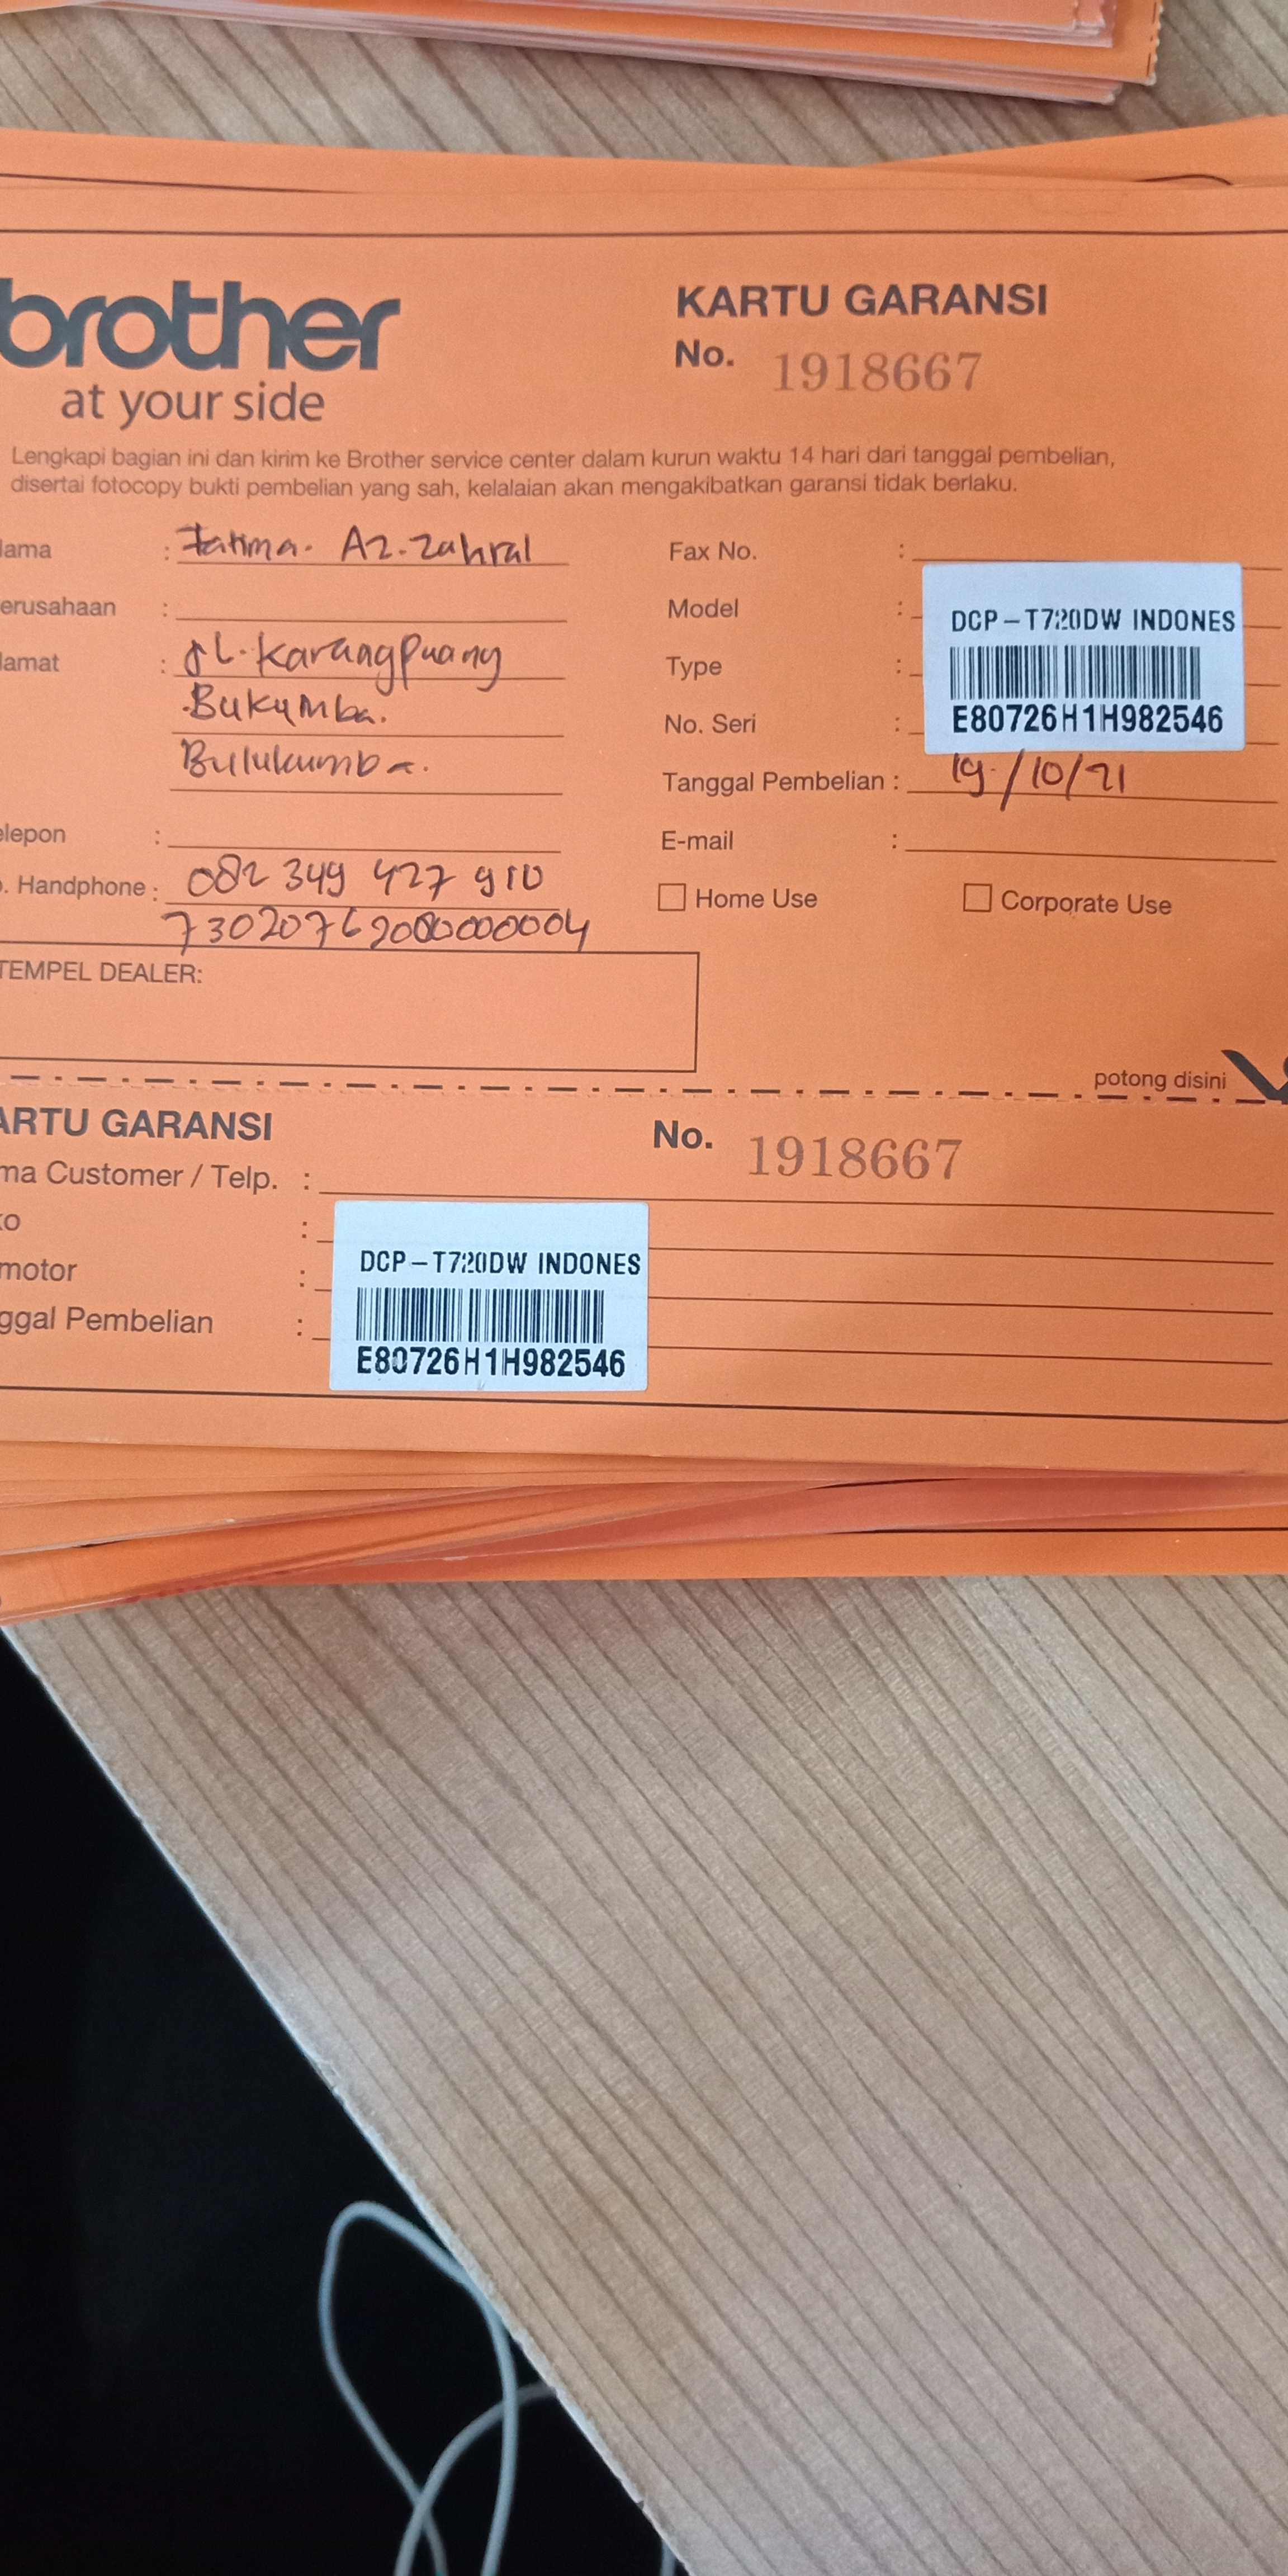 brother
at your side
KARTU GARANSI
No. 1918667
Lengkapi bagian ini dan kirim ke Brother service center dalam kurun waktu 14 hari dari tanggal pembelian,
disertai fotocopy bukti pembelian yang sah, kelalaian akan mengakibatkan garansi tidak berlaku.
ama : Fatima. Az-Zahral
erusahaan :
lamat : JL. Karangpuang
Bukumba.
Bulukumba.
elepon :
. Handphone : 082 349 427 910
7302076208000004
TEMPEL DEALER:
Fax No. :
Model : DCP-T720DW INDONES
Type :
No. Seri : E80726H1H982546
Tanggal Pembelian : 19/10/21
E-mail :
Home Use Corporate Use
potong disini
ARTU GARANSI No. 1918667
ma Customer / Telp. :
ko :
motor :
ggal Pembelian :
DCP-T720DW INDONES
E80726H1H982546